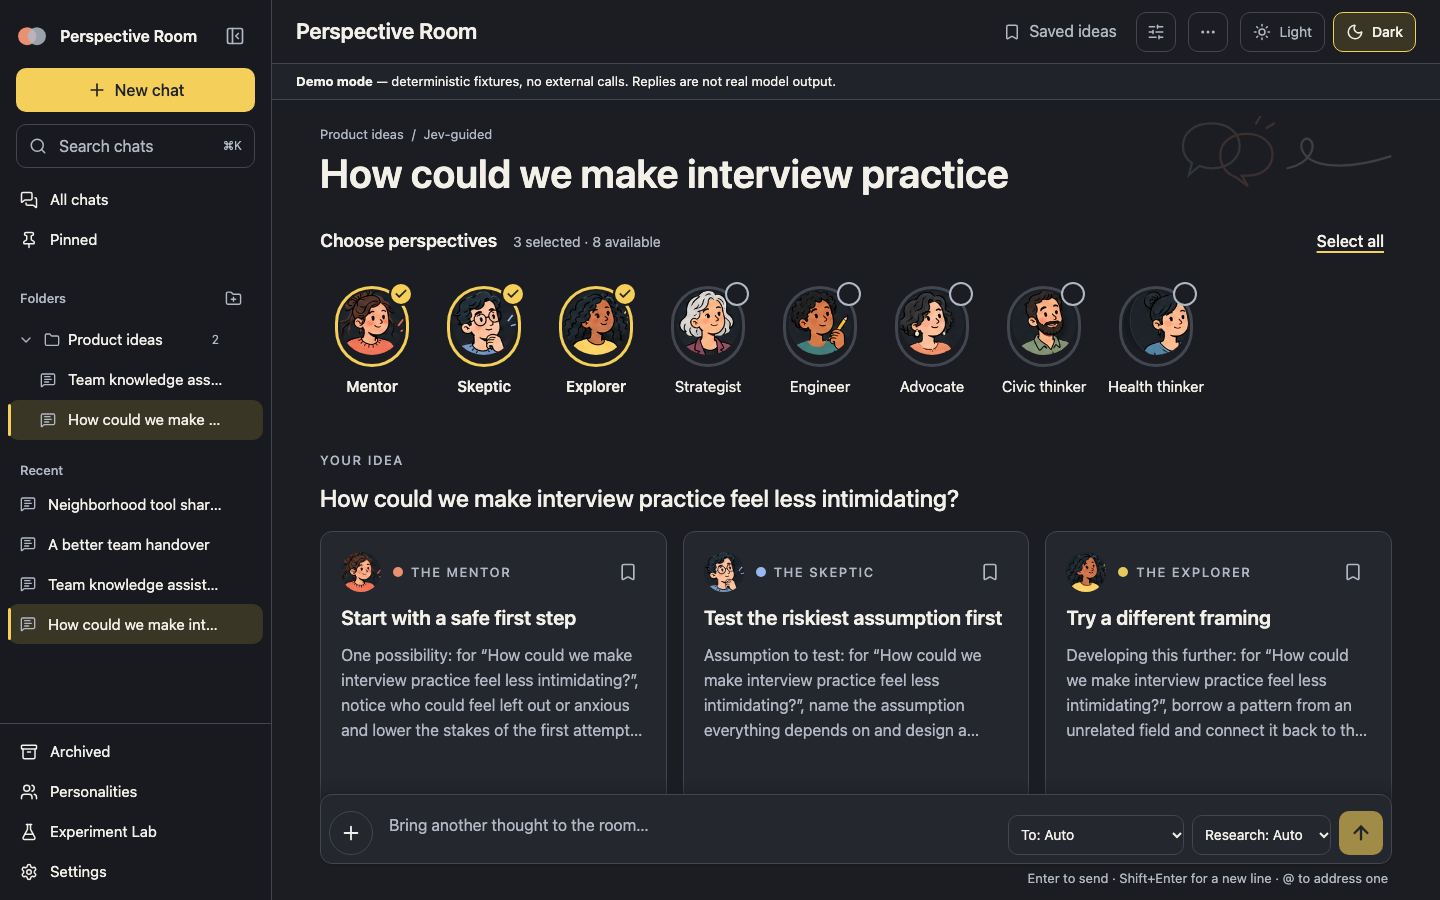 Perspective Room
New chat
Search chats ⌘K
All chats
Pinned
Folders
Product ideas 2
Team knowledge ass...
How could we make ...
Recent
Neighborhood tool shar...
A better team handover
Team knowledge assist...
How could we make int...
Archived
Personalities
Experiment Lab
Settings
Perspective Room
Saved ideas
Light
Dark
Demo mode — deterministic fixtures, no external calls. Replies are not real model output.
Product ideas / Jev-guided
How could we make interview practice
Choose perspectives 3 selected · 8 available Select all
Mentor Skeptic Explorer Strategist Engineer Advocate Civic thinker Health thinker
YOUR IDEA
How could we make interview practice feel less intimidating?
THE MENTOR
Start with a safe first step
One possibility: for “How could we make
interview practice feel less intimidating?”,
notice who could feel left out or anxious
and lower the stakes of the first attempt...
THE SKEPTIC
Test the riskiest assumption first
Assumption to test: for “How could we
make interview practice feel less
intimidating?”, name the assumption
everything depends on and design a...
THE EXPLORER
Try a different framing
Developing this further: for “How could
we make interview practice feel less
intimidating?”, borrow a pattern from an
unrelated field and connect it back to th...
Bring another thought to the room...
To: Auto
Research: Auto
Enter to send · Shift+Enter for a new line · @ to address one